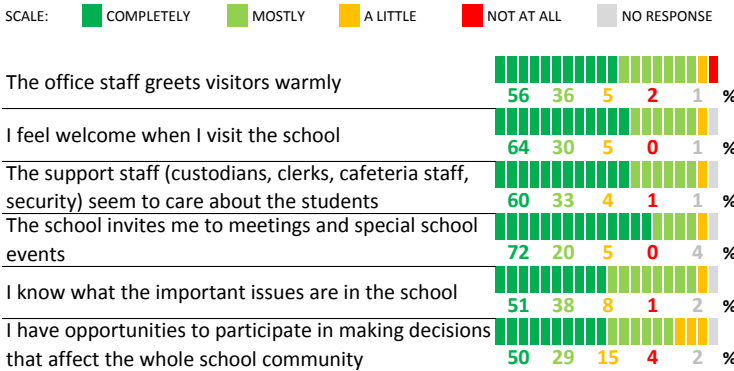 SCALE: COMPLETELY MOSTLY A LITTLE NOT AT ALL NO RESPONSE
The office staff greets visitors warmly
56 36 5 2 1 %
I feel welcome when I visit the school
64 30 5 0 1 %
The support staff (custodians, clerks, cafeteria staff,
security) seem to care about the students
60 33 4 1 1 %
The school invites me to meetings and special school
events
72 20 5 0 4 %
I know what the important issues are in the school
51 38 8 1 2 %
I have opportunities to participate in making decisions
that affect the whole school community
50 29 15 4 2 %